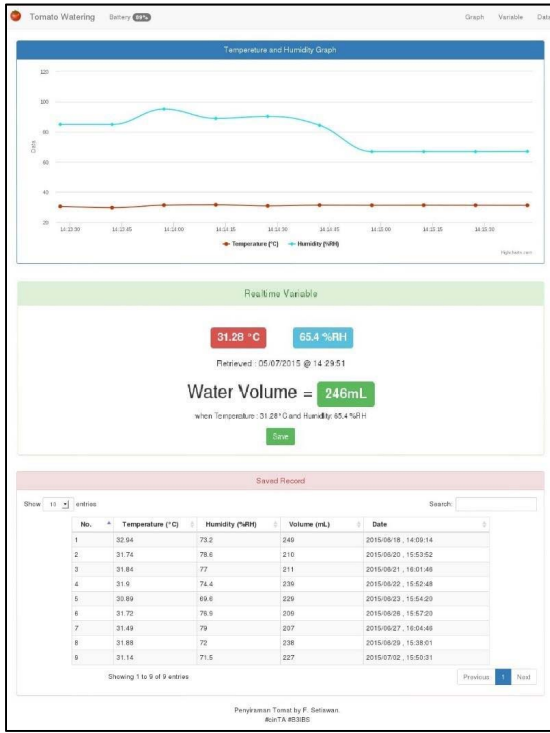 Tomato Watering Battery 89% Graph Variable Data
Temperature and Humidity Graph
120
100
80
60
40
20
Data
14:13:30 14:13:45 14:14:00 14:14:15 14:14:30 14:14:45 14:15:00 14:15:15 14:15:30
Temperature (°C) Humidity (%RH)
Highcharts.com
Realtime Variable
31.28 °C 65.4 %RH
Retrieved : 05/07/2015 @ 14:29:51
Water Volume = 246mL
when Temperature : 31.28°C and Humidity: 65.4 %RH
Save
Saved Record
Show 10 entries Search:
No. Temperature (°C) Humidity (%RH) Volume (mL) Date
1 32.94 73.2 249 2015/06/18 , 14:09:14
2 31.74 78.6 210 2015/06/20 , 15:53:52
3 31.84 77 211 2015/06/21 , 16:01:46
4 31.9 74.4 239 2015/06/22 , 15:52:48
5 30.89 69.6 229 2015/06/23 , 15:54:20
6 31.72 76.9 209 2015/06/26 , 15:57:20
7 31.49 79 207 2015/06/27 , 16:04:46
8 31.88 72 238 2015/06/29 , 15:38:01
9 31.14 71.5 227 2015/07/02 , 15:50:31
Showing 1 to 9 of 9 entries Previous 1 Next
Penyiraman Tomat by F. Setiawan.
#cinTA #B3IBS